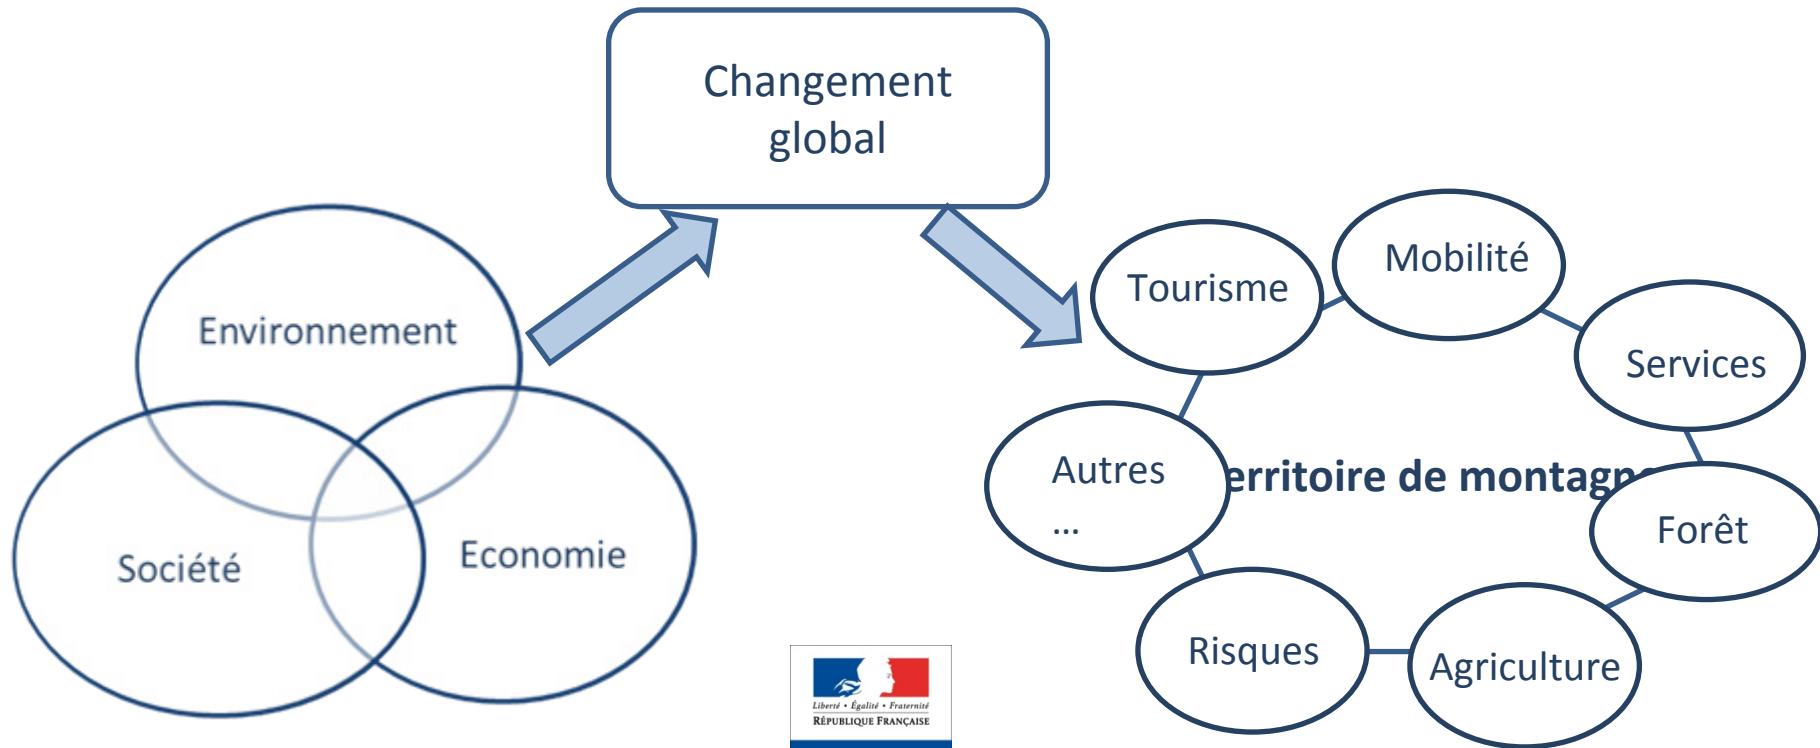 Changement
global
Environnement
Société
Economie
Tourisme
Mobilité
Services
Autres
...
erritoire de montagn
Forêt
Risques
Agriculture
Liberté • Égalité • Fraternité
RÉPUBLIQUE FRANÇAISE